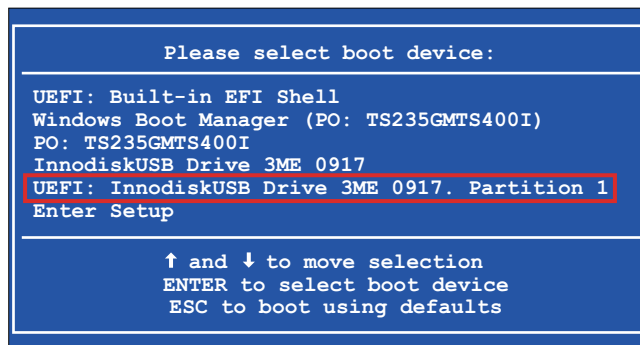 Please select boot device:
UEFI: Built-in EFI Shell
Windows Boot Manager (PO: TS235GMTS400I)
PO: TS235GMTS400I
InnodiskUSB Drive 3ME 0917
UEFI: InnodiskUSB Drive 3ME 0917. Partition 1
Enter Setup
↑ and ↓ to move selection
ENTER to select boot device
ESC to boot using defaults